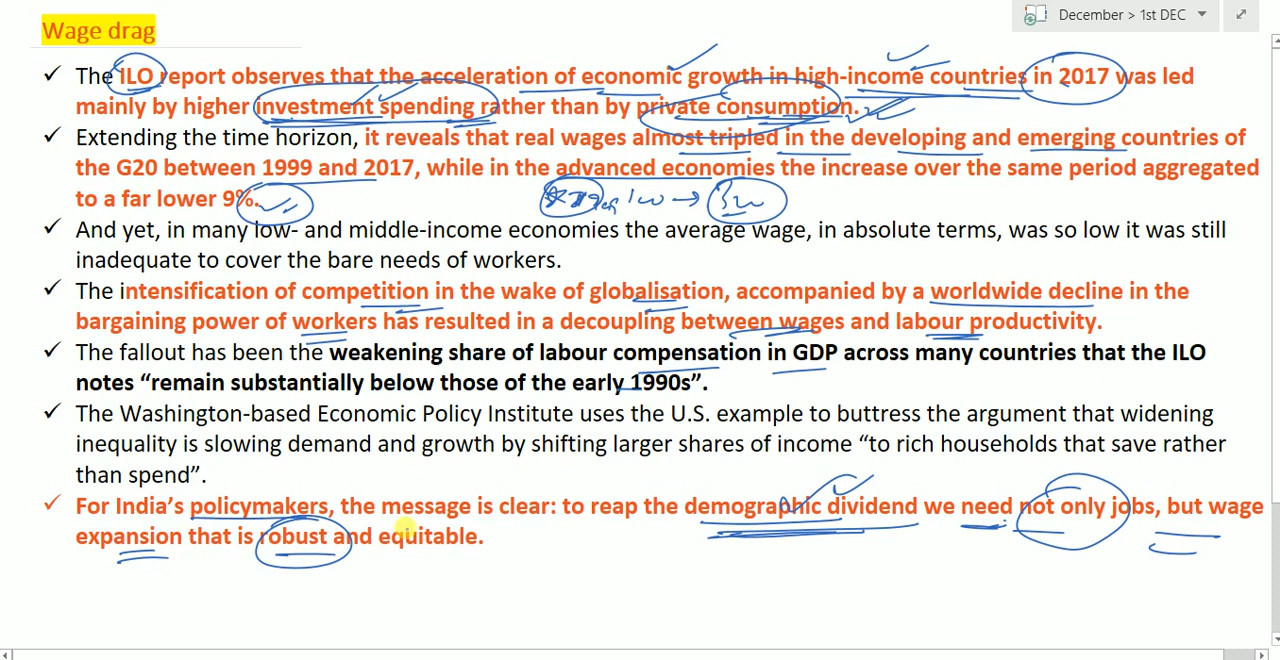 December > 1st DEC
Wage drag
✓ The ILO report observes that the acceleration of economic growth in high-income countries in 2017 was led
mainly by higher investment spending rather than by private consumption.
✓ Extending the time horizon, it reveals that real wages almost tripled in the developing and emerging countries of
the G20 between 1999 and 2017, while in the advanced economies the increase over the same period aggregated
to a far lower 9%.
✓ And yet, in many low- and middle-income economies the average wage, in absolute terms, was so low it was still
inadequate to cover the bare needs of workers.
✓ The intensification of competition in the wake of globalisation, accompanied by a worldwide decline in the
bargaining power of workers has resulted in a decoupling between wages and labour productivity.
✓ The fallout has been the weakening share of labour compensation in GDP across many countries that the ILO
notes “remain substantially below those of the early 1990s”.
✓ The Washington-based Economic Policy Institute uses the U.S. example to buttress the argument that widening
inequality is slowing demand and growth by shifting larger shares of income “to rich households that save rather
than spend”.
✓ For India’s policymakers, the message is clear: to reap the demographic dividend we need not only jobs, but wage
expansion that is robust and equitable.